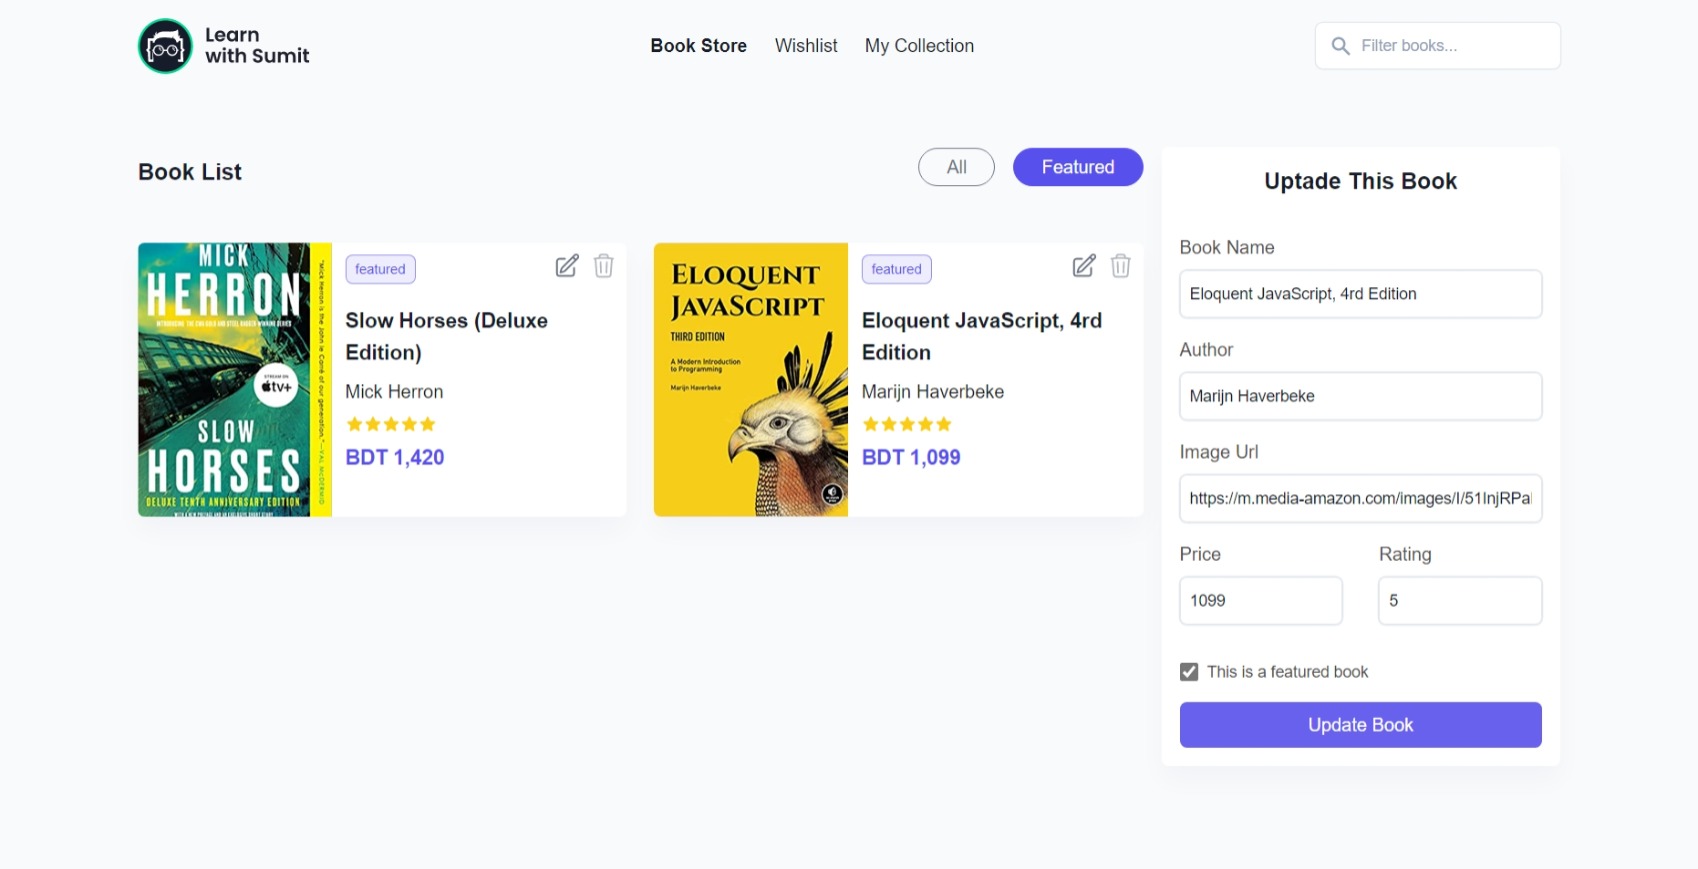 Learn
with Sumit
Book Store
Wishlist
My Collection
Filter books...
Book List
All
Featured
MICK
HERRON
STREAM ON
tv+
SLOW
HORSES
DELUXE TENTH ANNIVERSARY EDITION
featured
Slow Horses (Deluxe
Edition)
Mick Herron
BDT 1,420
ELOQUENT
JAVASCRIPT
THIRD EDITION
A Modern Introduction
to Programming
Marijn Haverbeke
featured
Eloquent JavaScript, 4rd
Edition
Marijn Haverbeke
BDT 1,099
Uptade This Book
Book Name
Eloquent JavaScript, 4rd Edition
Author
Marijn Haverbeke
Image Url
https://m.media-amazon.com/images/I/51InjRPa
Price
Rating
1099
5
This is a featured book
Update Book